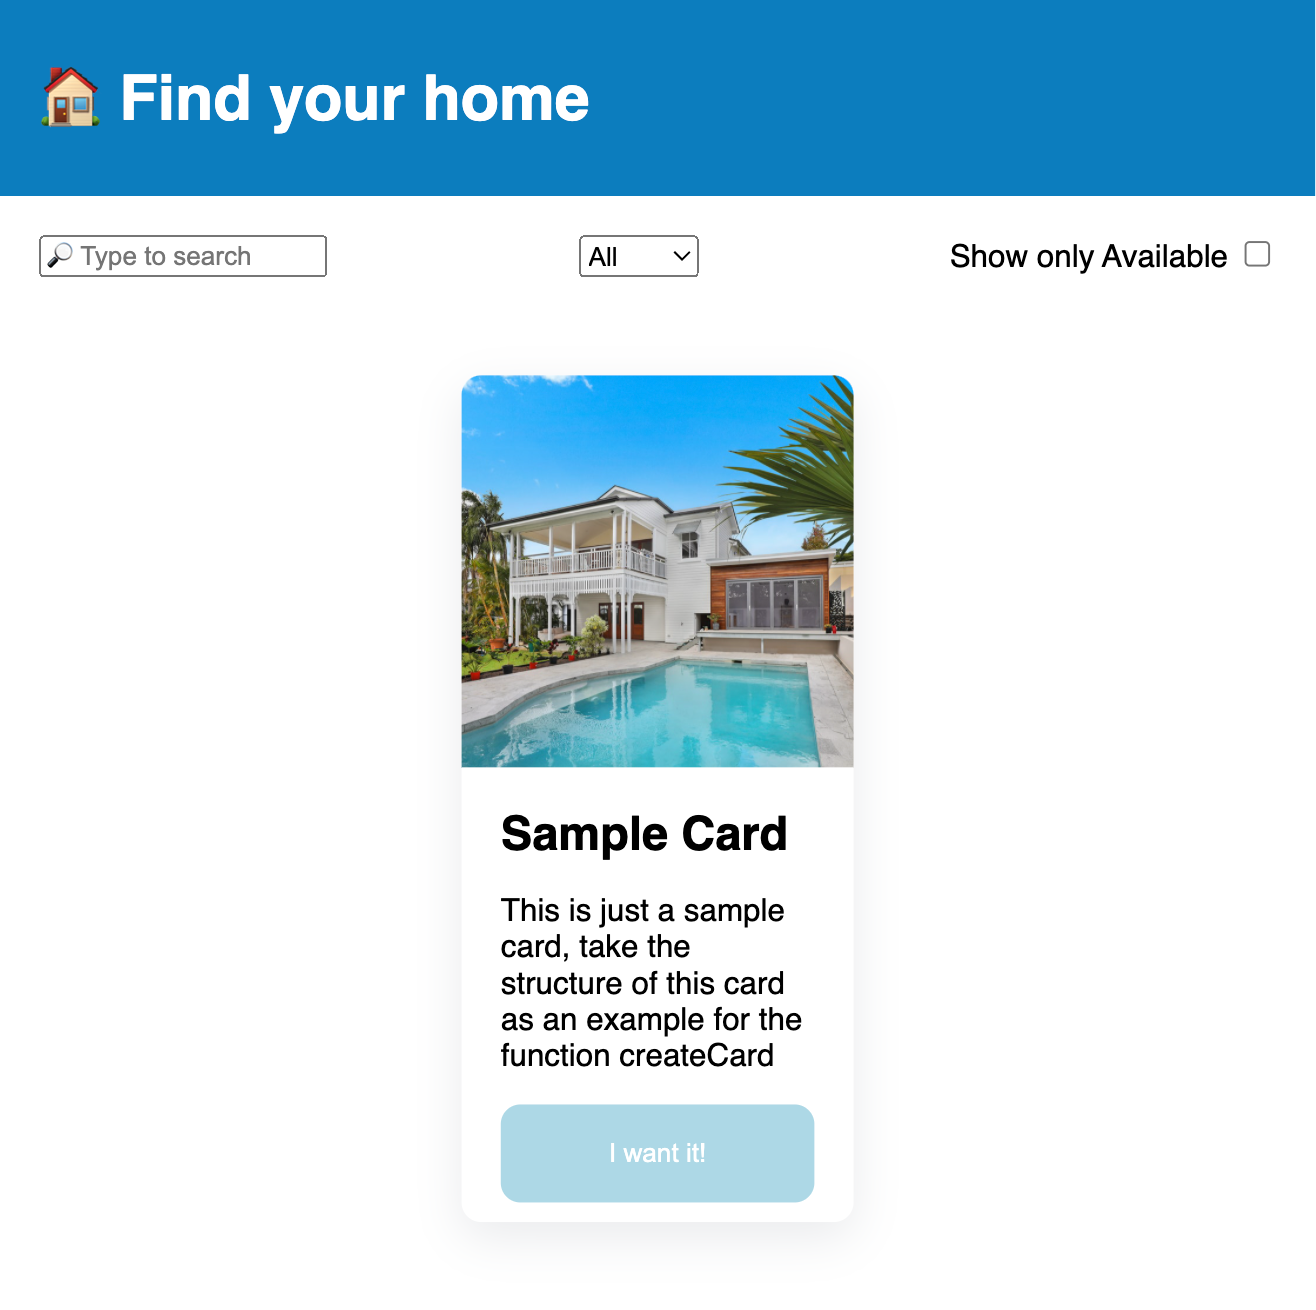 Find your home
Type to search
All
Show only Available
Sample Card
This is just a sample
card, take the
structure of this card
as an example for the
function createCard
I want it!